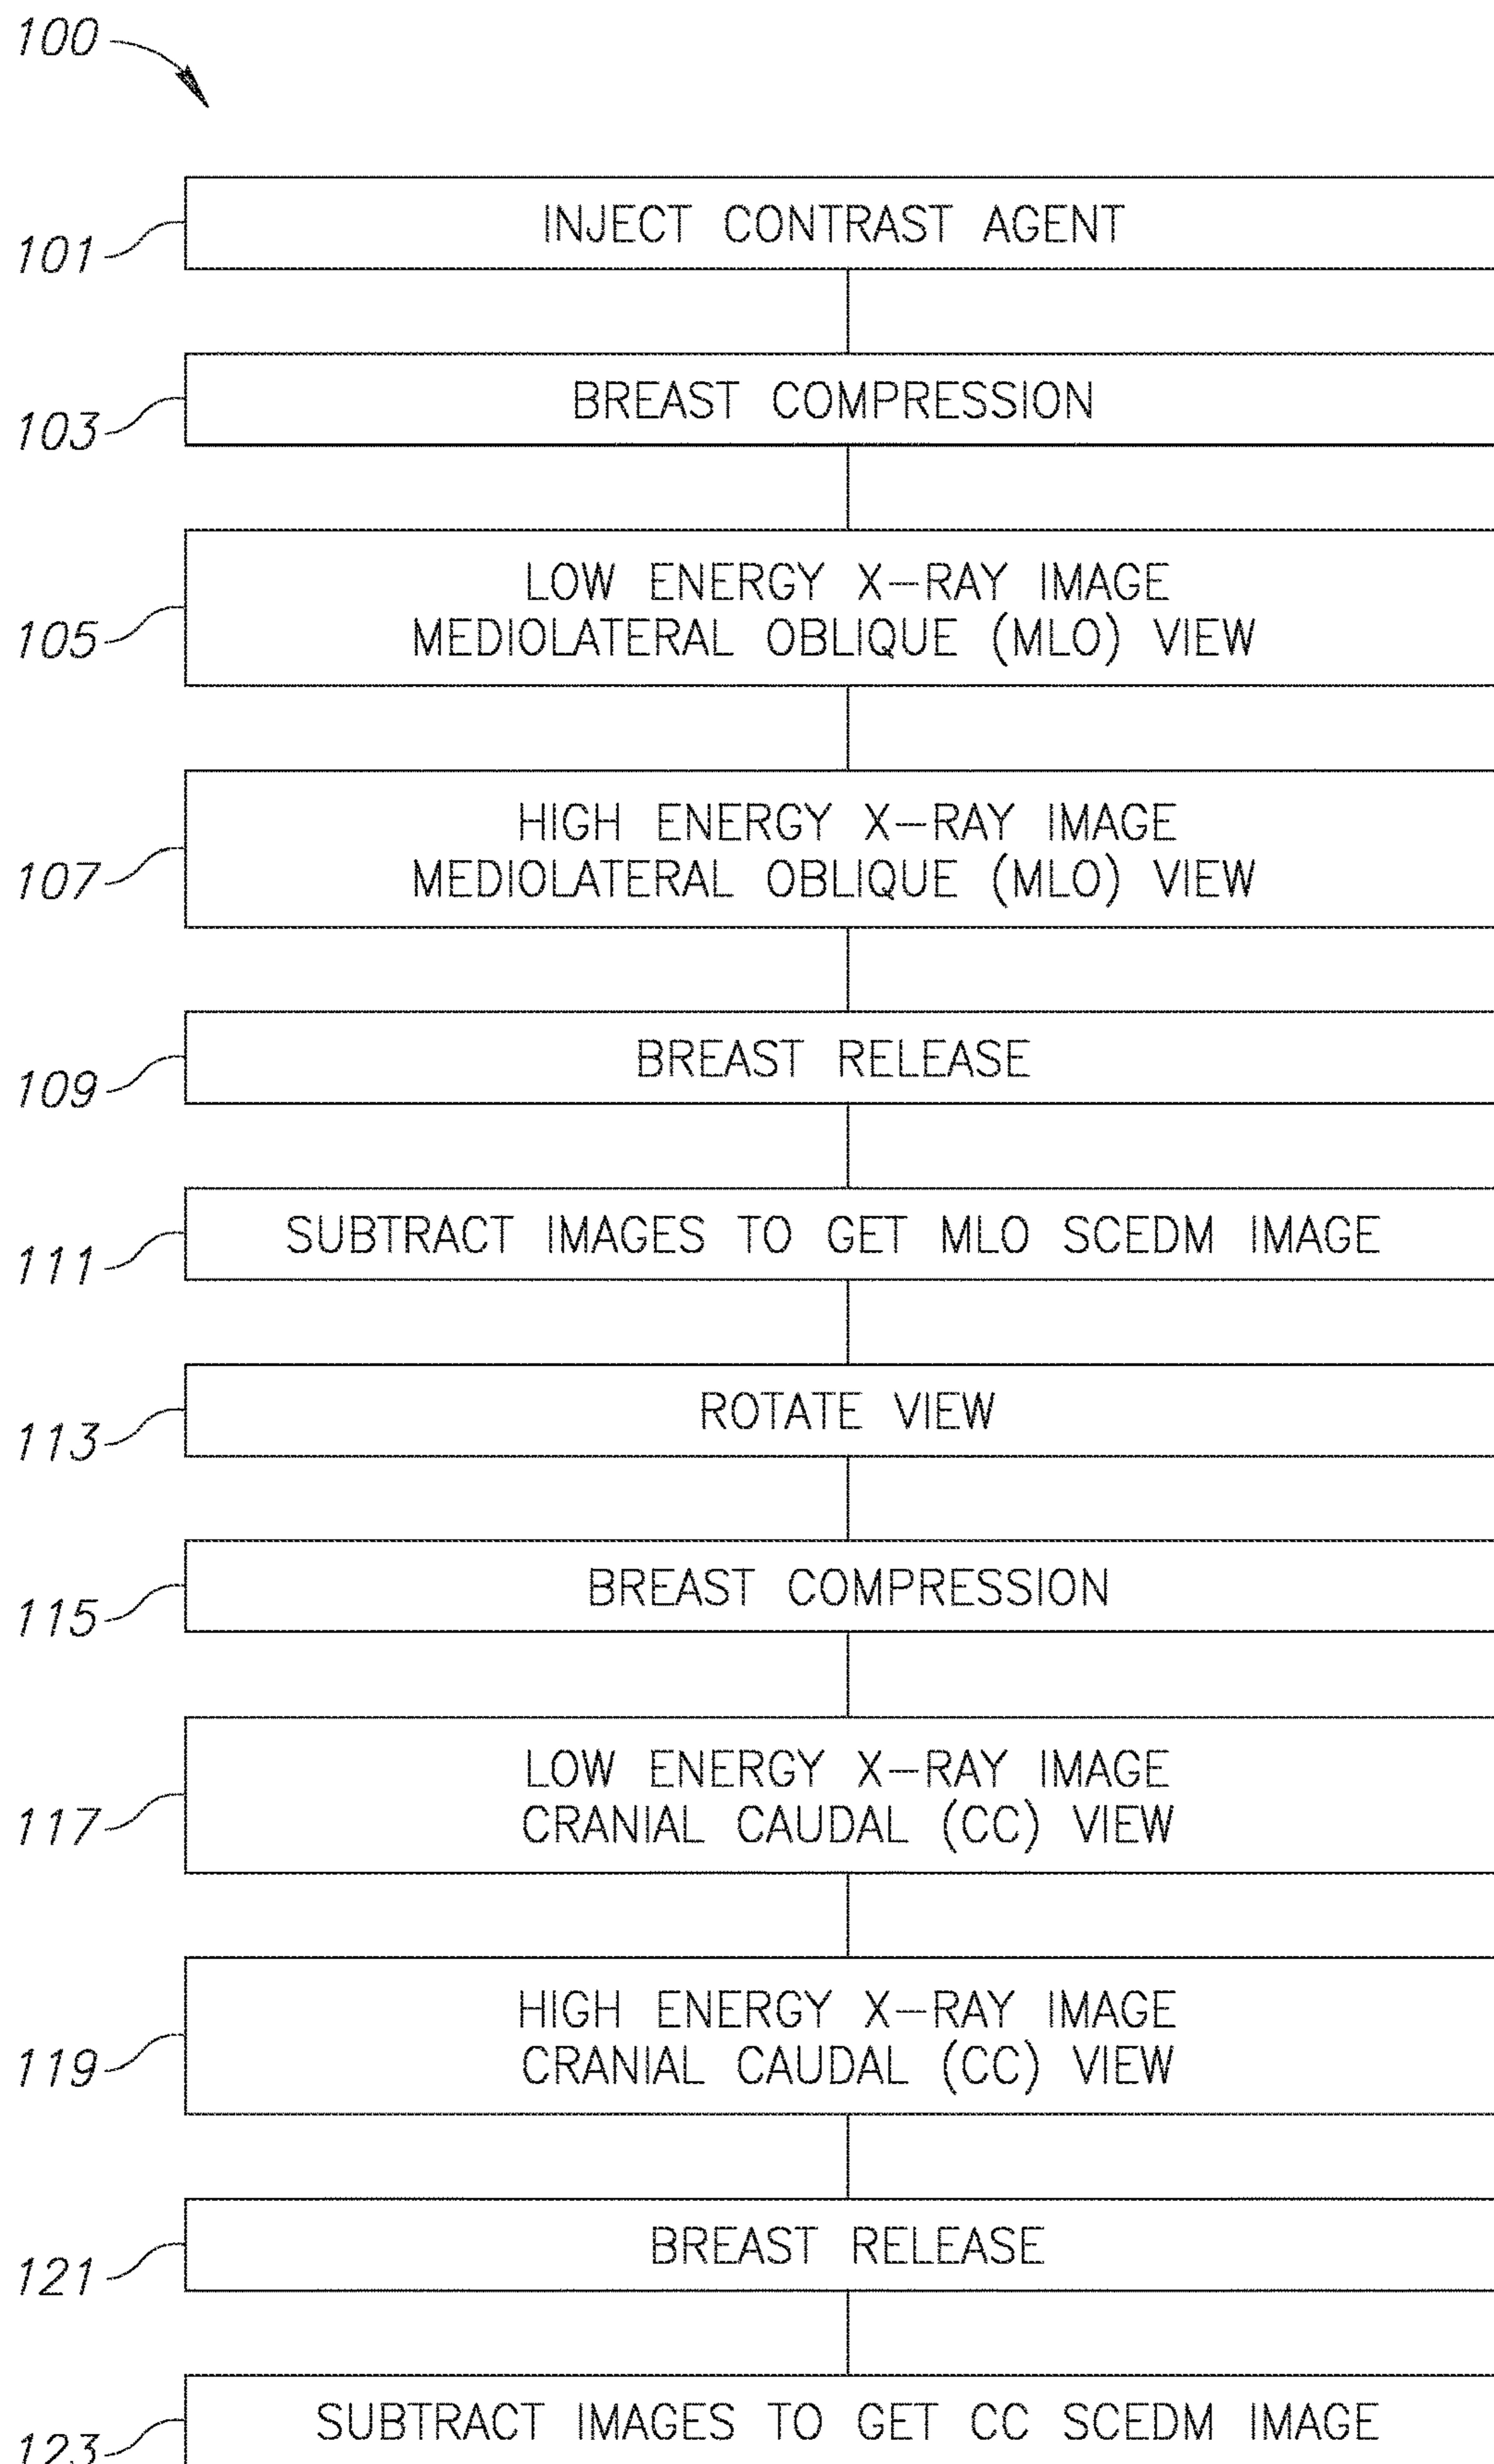 100
INJECT CONTRAST AGENT
101
BREAST COMPRESSION
103
LOW ENERGY X-RAY IMAGE
MEDIOLATERAL OBLIQUE (MLO) VIEW
105
HIGH ENERGY X-RAY IMAGE
MEDIOLATERAL OBLIQUE (MLO) VIEW
107
BREAST RELEASE
109
SUBTRACT IMAGES TO GET MLO SCEDM IMAGE
111
ROTATE VIEW
113
BREAST COMPRESSION
115
LOW ENERGY X-RAY IMAGE
CRANIAL CAUDAL (CC) VIEW
117
HIGH ENERGY X-RAY IMAGE
CRANIAL CAUDAL (CC) VIEW
119
BREAST RELEASE
121
SUBTRACT IMAGES TO GET CC SCEDM IMAGE
123